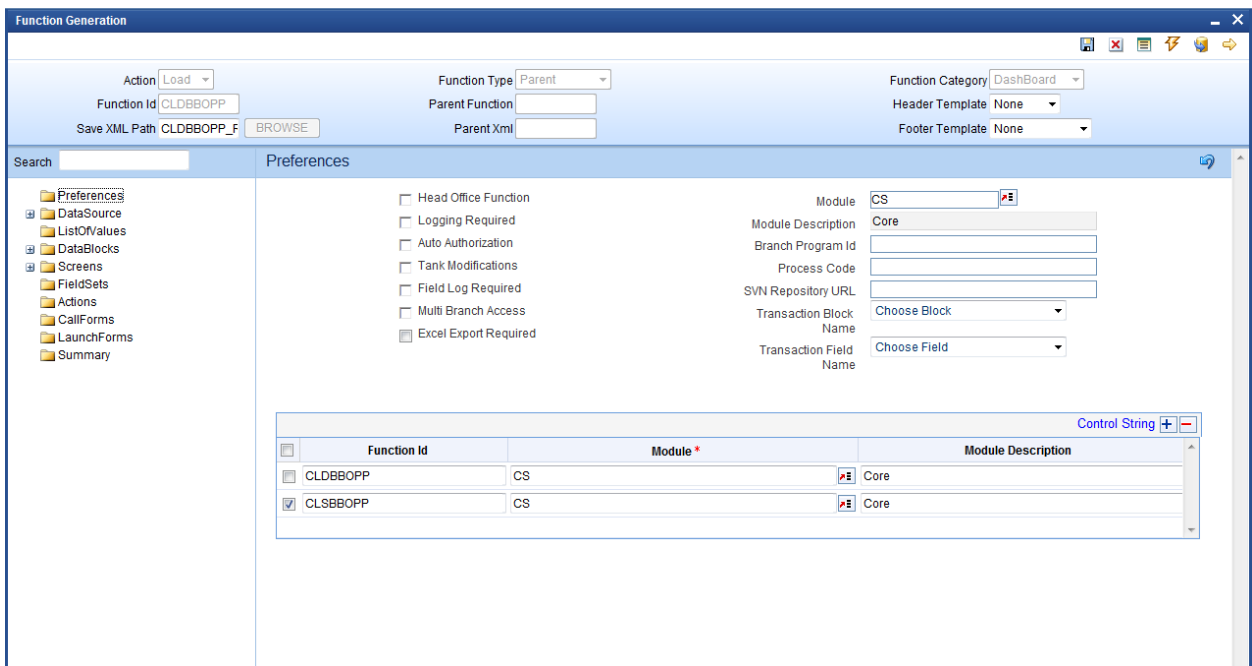 Function Generation
Action Load Function Type Parent Function Category DashBoard
Function Id CLDBBOPP Parent Function Header Template None
Save XML Path CLDBBOPP_F BROWSE Parent Xml Footer Template None
Search
Preferences
DataSource
ListOfValues
DataBlocks
Screens
FieldSets
Actions
CallForms
LaunchForms
Summary
Preferences
Head Office Function
Logging Required
Auto Authorization
Tank Modifications
Field Log Required
Multi Branch Access
Excel Export Required
Module CS
Module Description Core
Branch Program Id
Process Code
SVN Repository URL
Transaction Block Choose Block
Name
Transaction Field Choose Field
Name
Control String
Function Id Module * Module Description
CLDBBOPP CS Core
CLSBBOPP CS Core